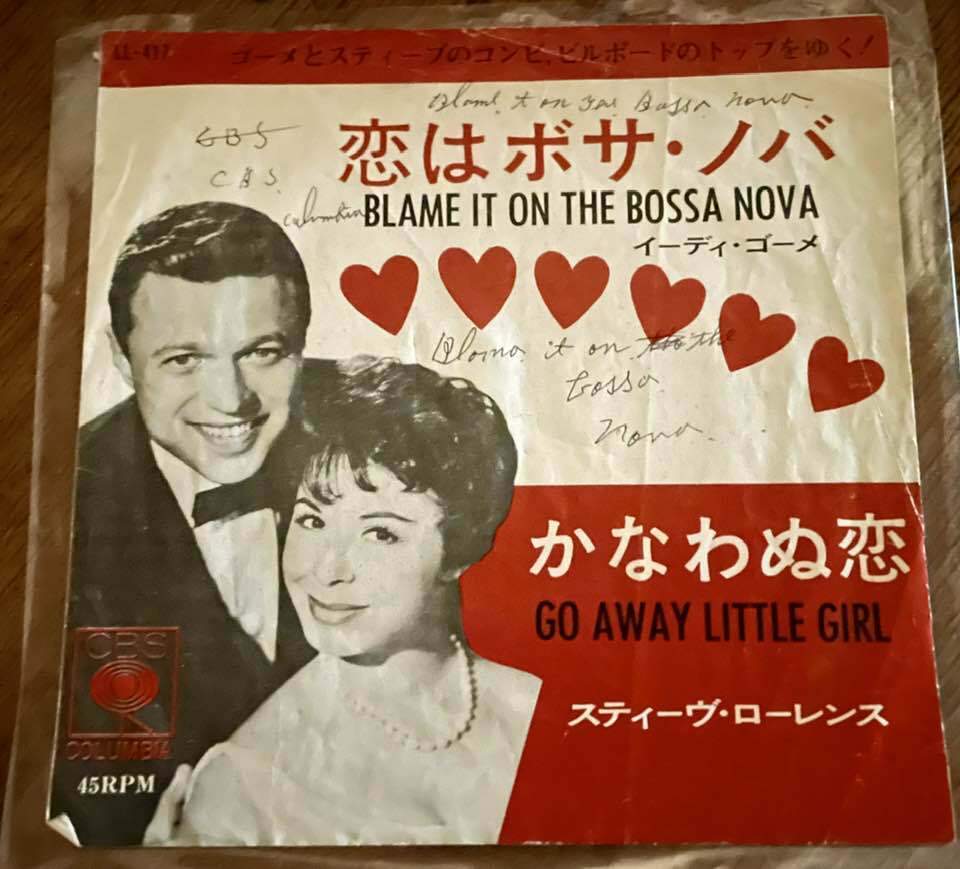 LL-417 ゴーメとスティーブのコンビ、ビルボードのトップをゆく!
Blame it on the Bossa nova
恋はボサ・ノバ
CBS
CBS
columbia
BLAME IT ON THE BOSSA NOVA
イーディ・ゴーメ
Blame it on the
bossa
nova
かなわぬ恋
GO AWAY LITTLE GIRL
スティーヴ・ローレンス
CBS
COLUMBIA
45RPM